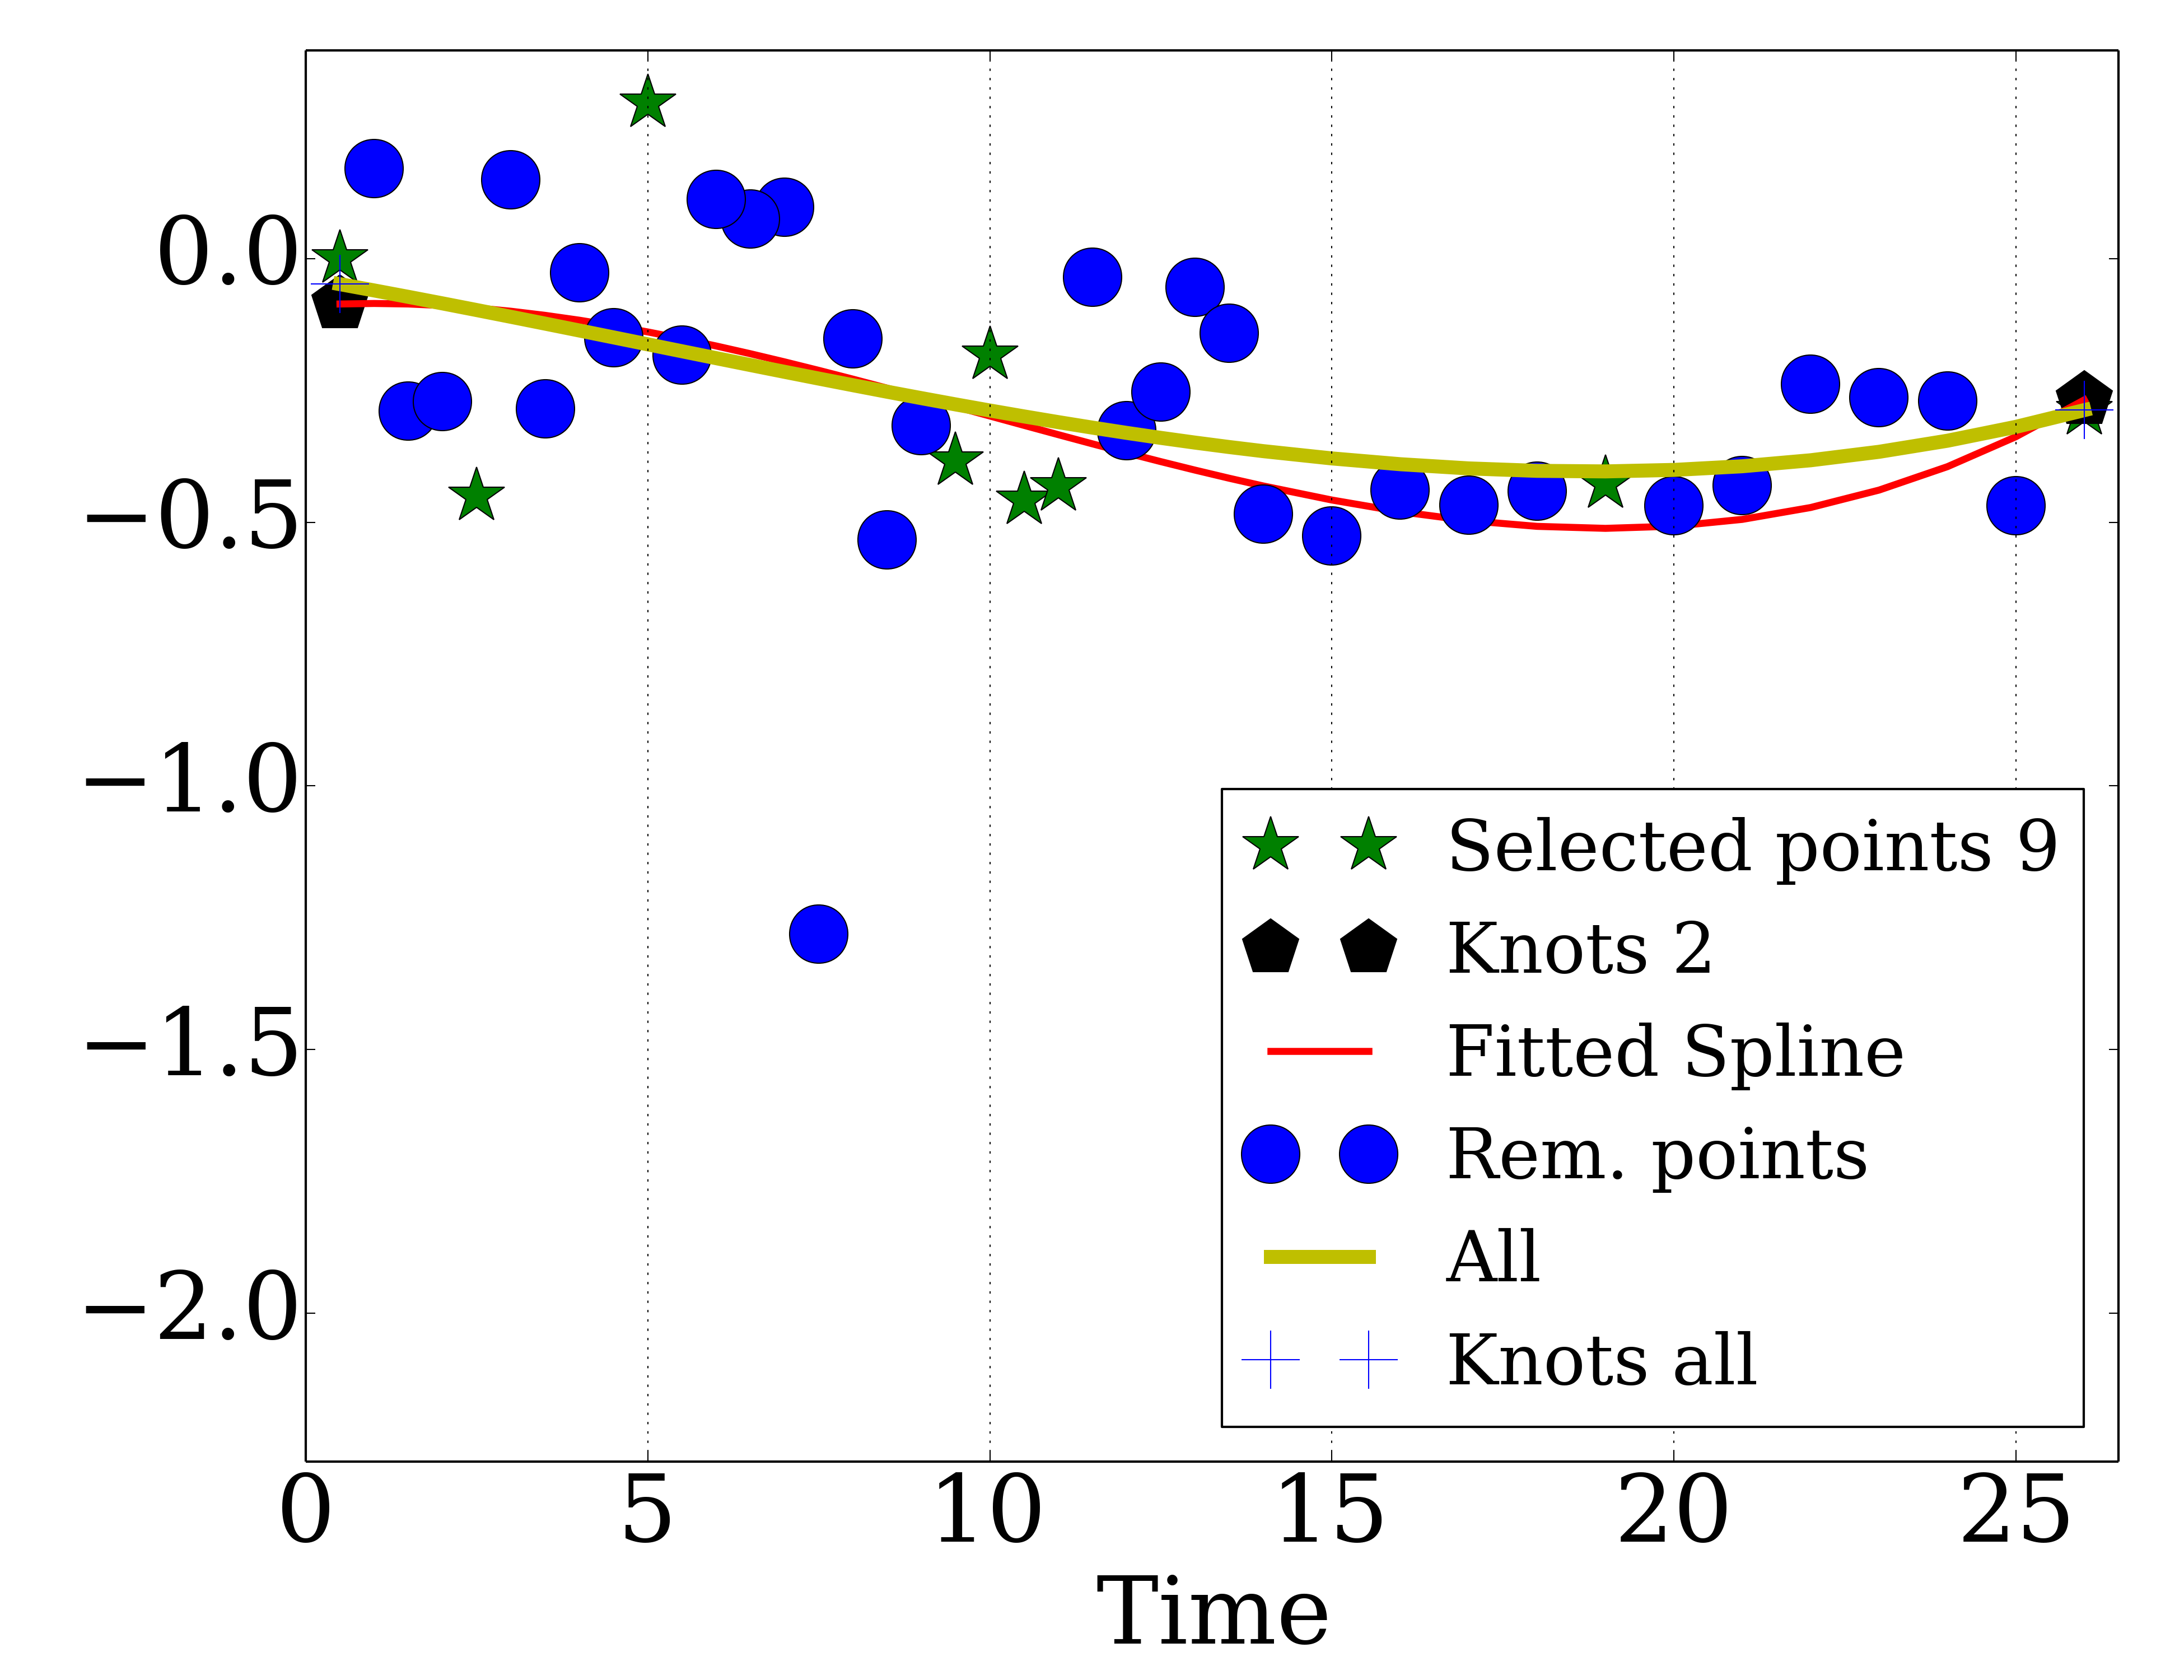 0.0
−0.5
−1.0
−1.5
−2.0
Selected points 9
Knots 2
Fitted Spline
Rem. points
All
Knots all
0 5 10 15 20 25
Time